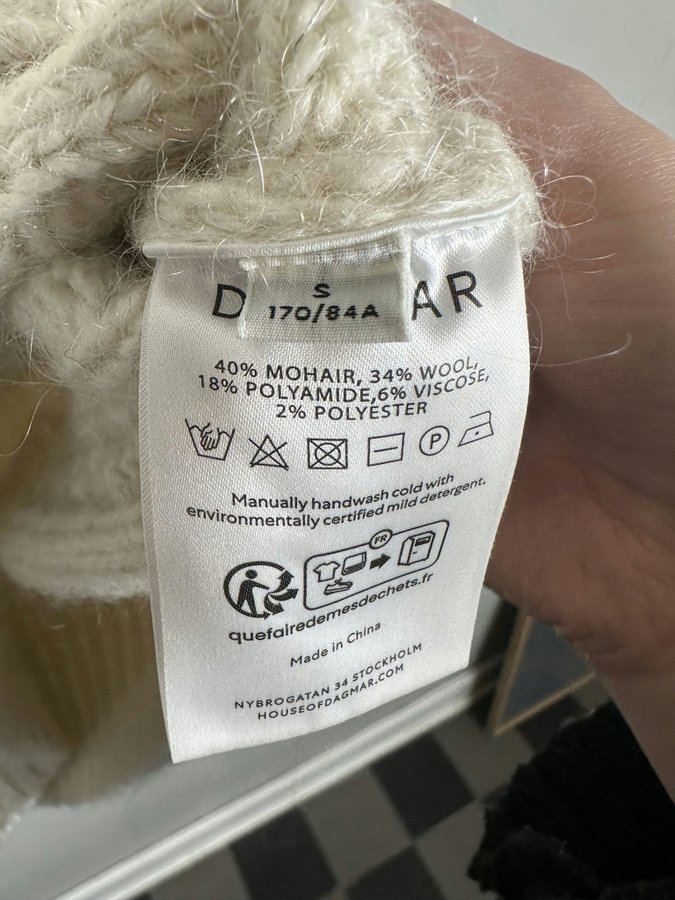 S
170/84A
D AR
40% MOHAIR, 34% WOOL,
18% POLYAMIDE,6% VISCOSE,
2% POLYESTER
P
Manually handwash cold with
environmentally certified mild detergent.
FR
quefairedemesdechets.fr
Made in China
NYBROGATAN 34 STOCKHOLM
HOUSEOFDAGMAR.COM